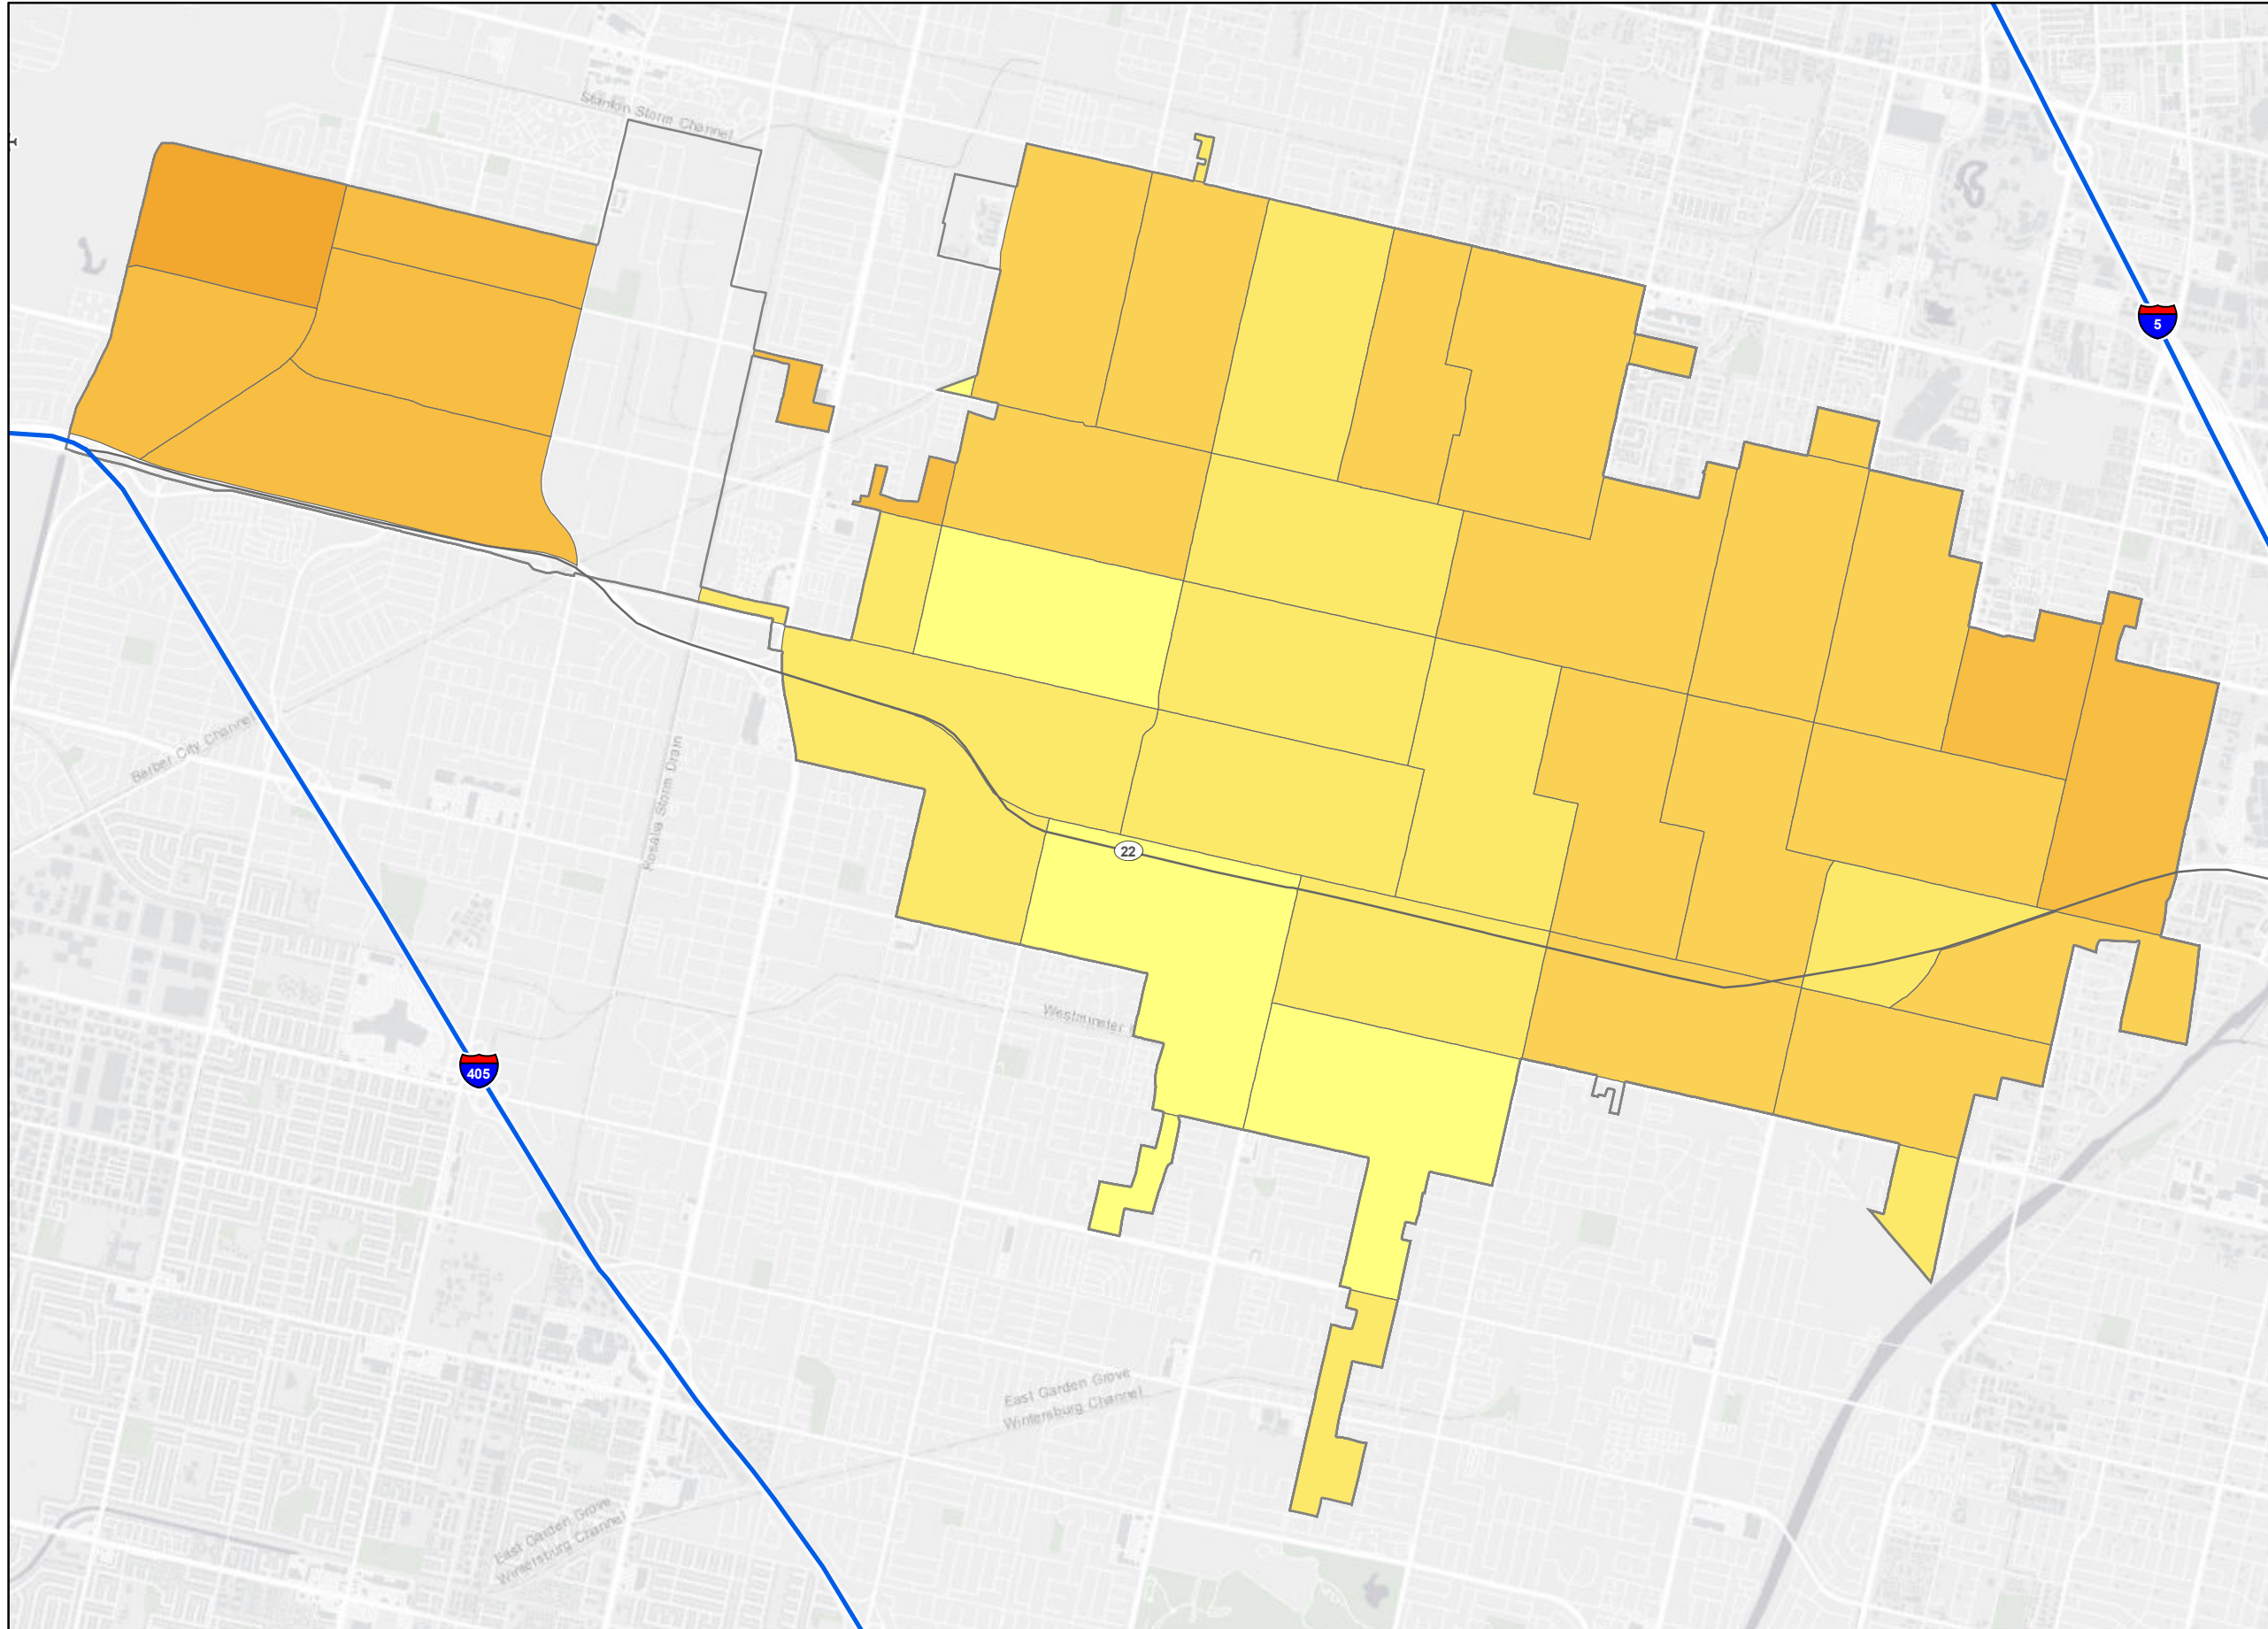 Stanton Storm Channel
5
Barber City Channel
Rosalia Storm Drain
22
Westminster
405
East Garden Grove
Wintersburg Channel
East Garden Grove
Wintersburg Channel